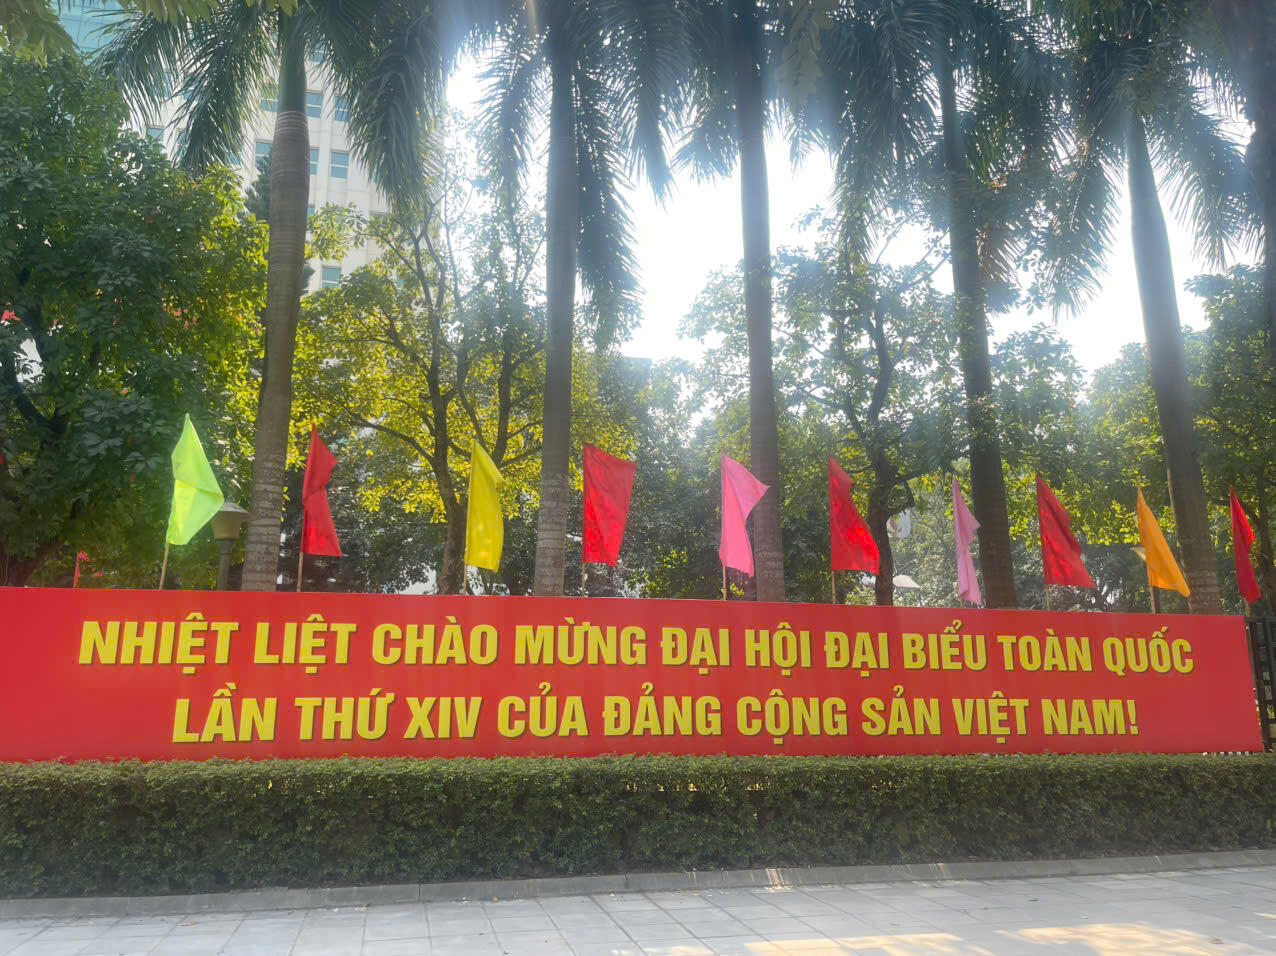 NHIỆT LIỆT CHÀO MỪNG ĐẠI HỘI ĐẠI BIỂU TOÀN QUỐC
LẦN THỨ XIV CỦA ĐẢNG CỘNG SẢN VIỆT NAM!